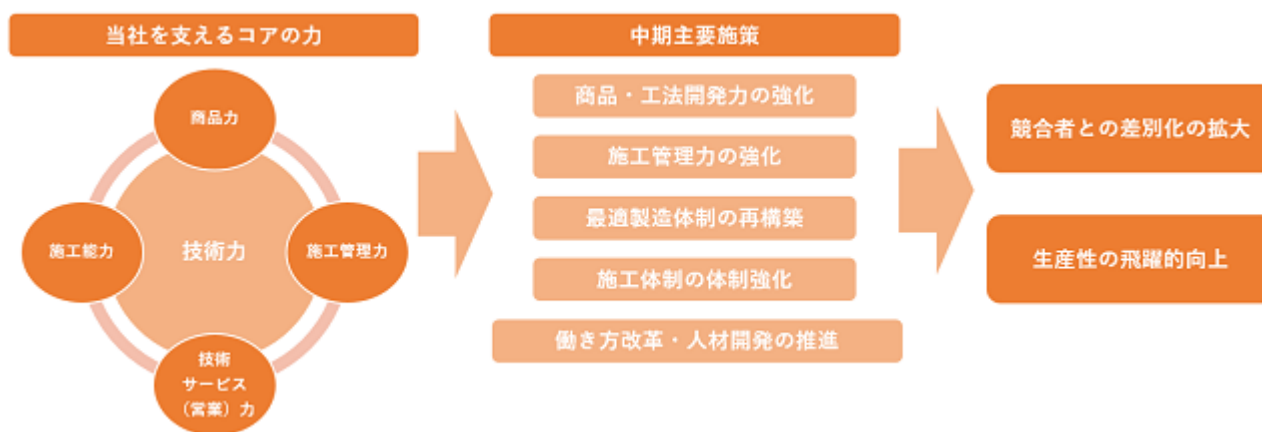 当社を支えるコアの力
商品力
施工能力
技術力
施工管理力
技術
サービス
（営業）力
中期主要施策
商品・工法開発力の強化
施工管理力の強化
最適製造体制の再構築
施工体制の体制強化
働き方改革・人材開発の推進
競合者との差別化の拡大
生産性の飛躍的向上